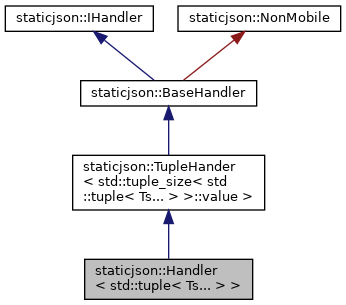 staticjson::IHandler
staticjson::NonMobile
staticjson::BaseHandler
staticjson::TupleHander
< std::tuple_size< std
::tuple< Ts... > >::value >
staticjson::Handler
< std::tuple< Ts... > >